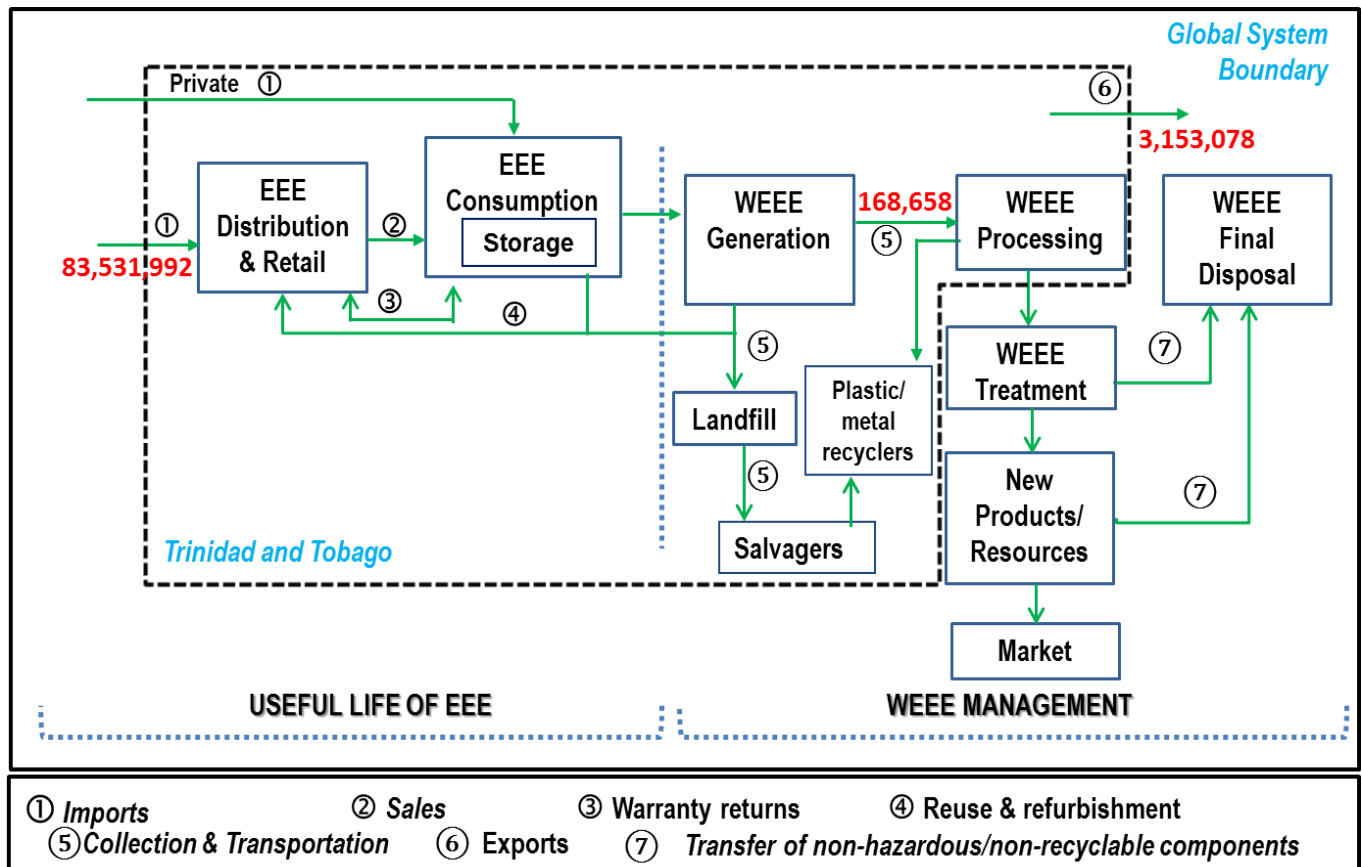 Global System
Boundary
Private ①
⑥
3,153,078
EEE
Distribution
& Retail
①
83,531,992
②
EEE
Consumption
Storage
③
④
WEEE
Generation
168,658
⑤
WEEE
Processing
WEEE
Final
Disposal
⑤
Landfill
⑤
Salvagers
Plastic/
metal
recyclers
WEEE
Treatment
⑦
New
Products/
Resources
⑦
Market
Trinidad and Tobago
USEFUL LIFE OF EEE
WEEE MANAGEMENT
① Imports ② Sales ③ Warranty returns ④ Reuse & refurbishment
⑤ Collection & Transportation ⑥ Exports ⑦ Transfer of non-hazardous/non-recyclable components